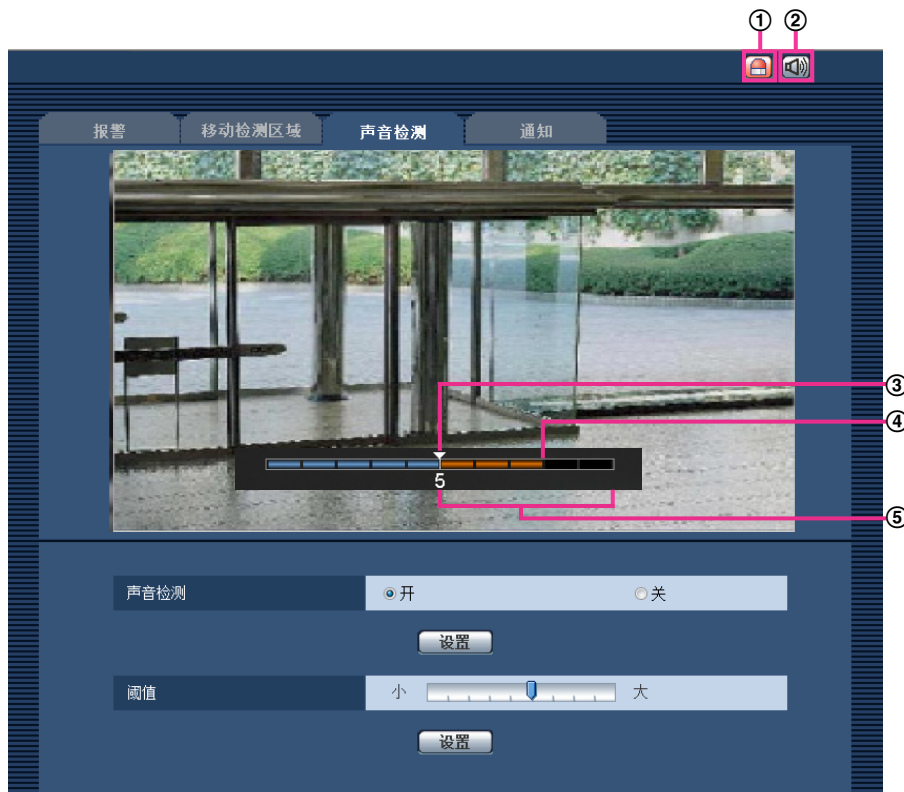 ① ②
报警 移动检测区域 声音检测 通知
③
④
5
⑤
声音检测 开 关
设置
阈值 小 大
设置